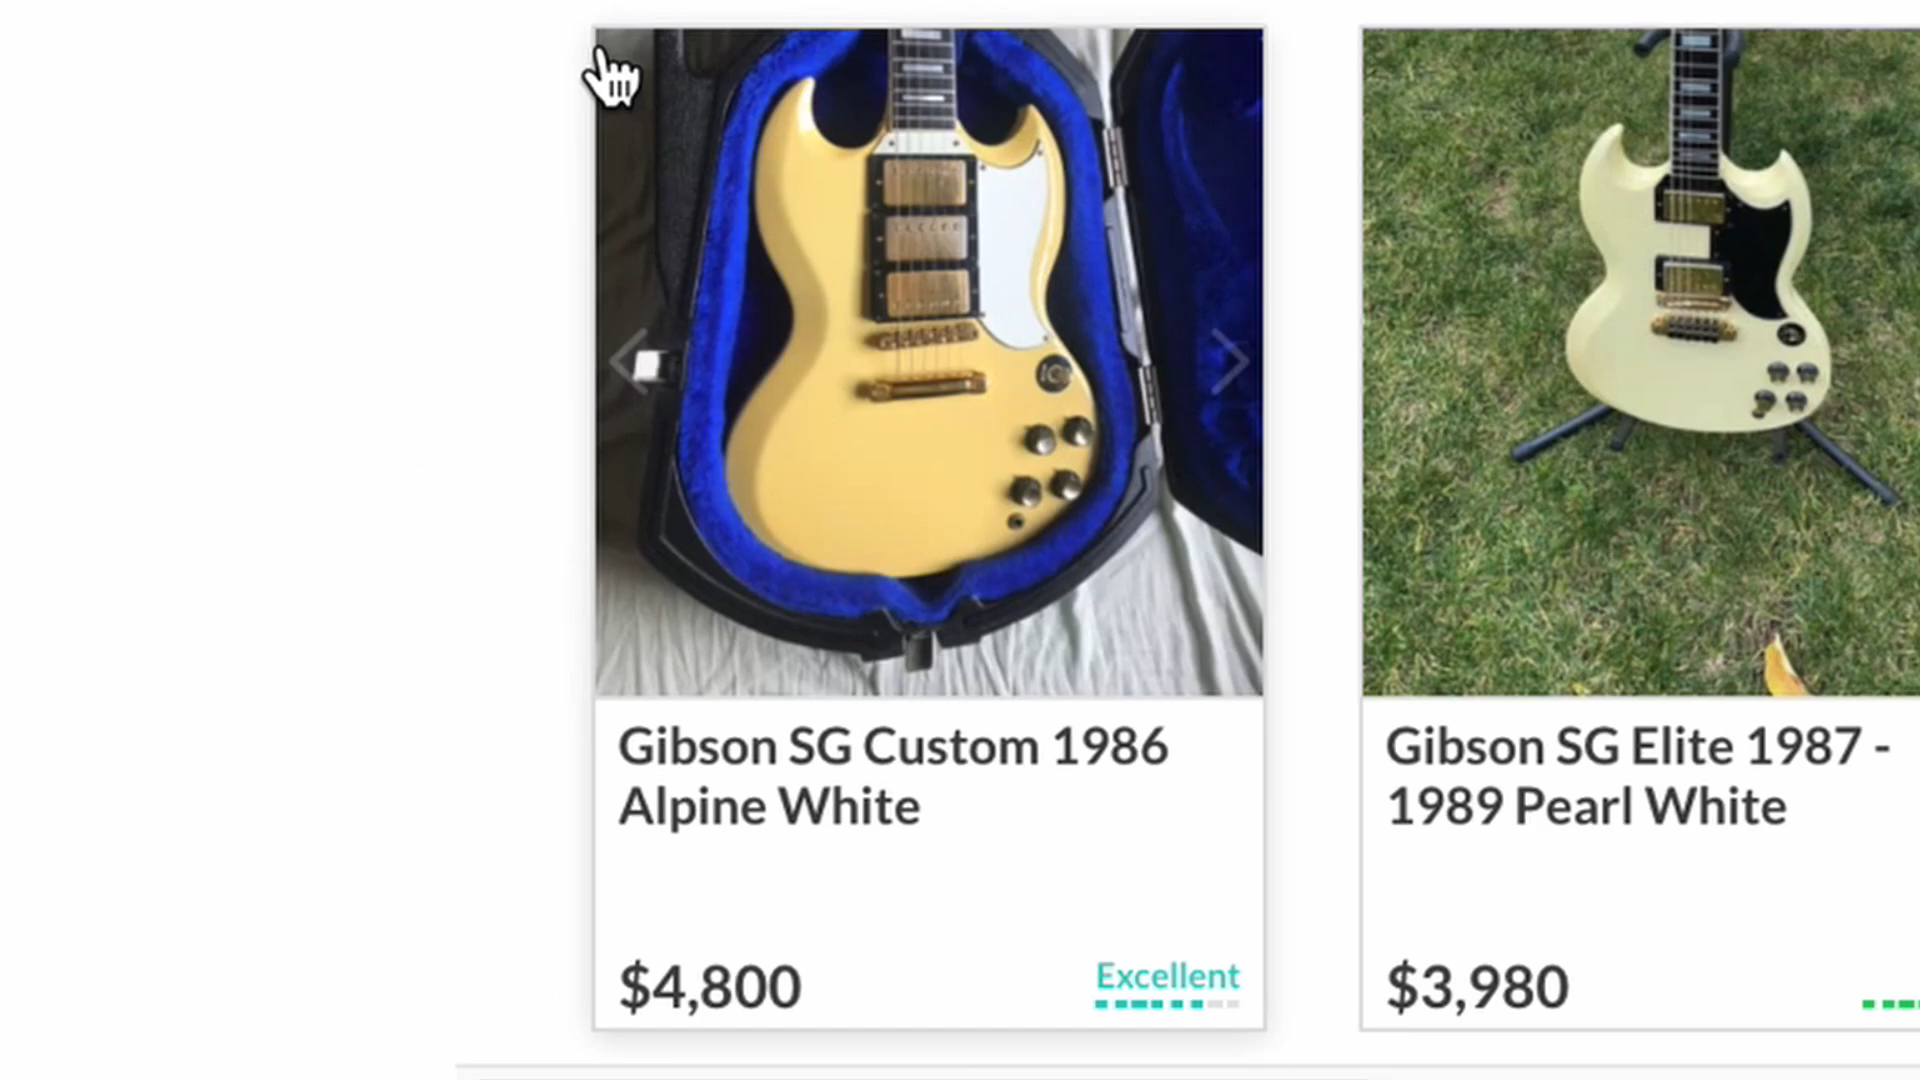 Gibson SG Custom 1986
Alpine White
$4,800
Excellent
Gibson SG Elite 1987 -
1989 Pearl White
$3,980